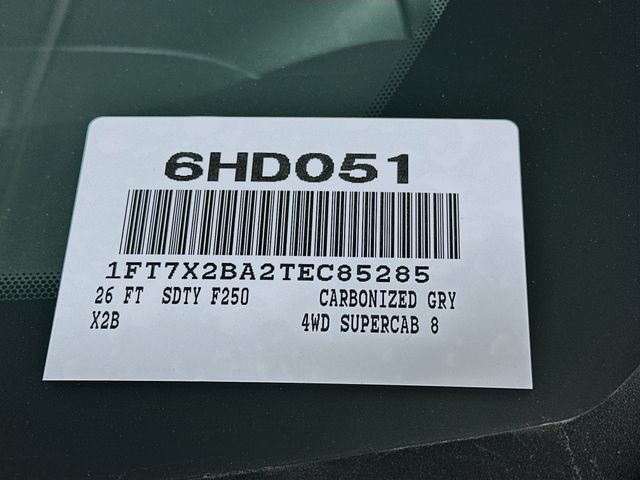 6HD051
1FT7X2BA2TEC85285
26 FT SDTY F250 CARBONIZED GRY
X2B 4WD SUPERCAB 8